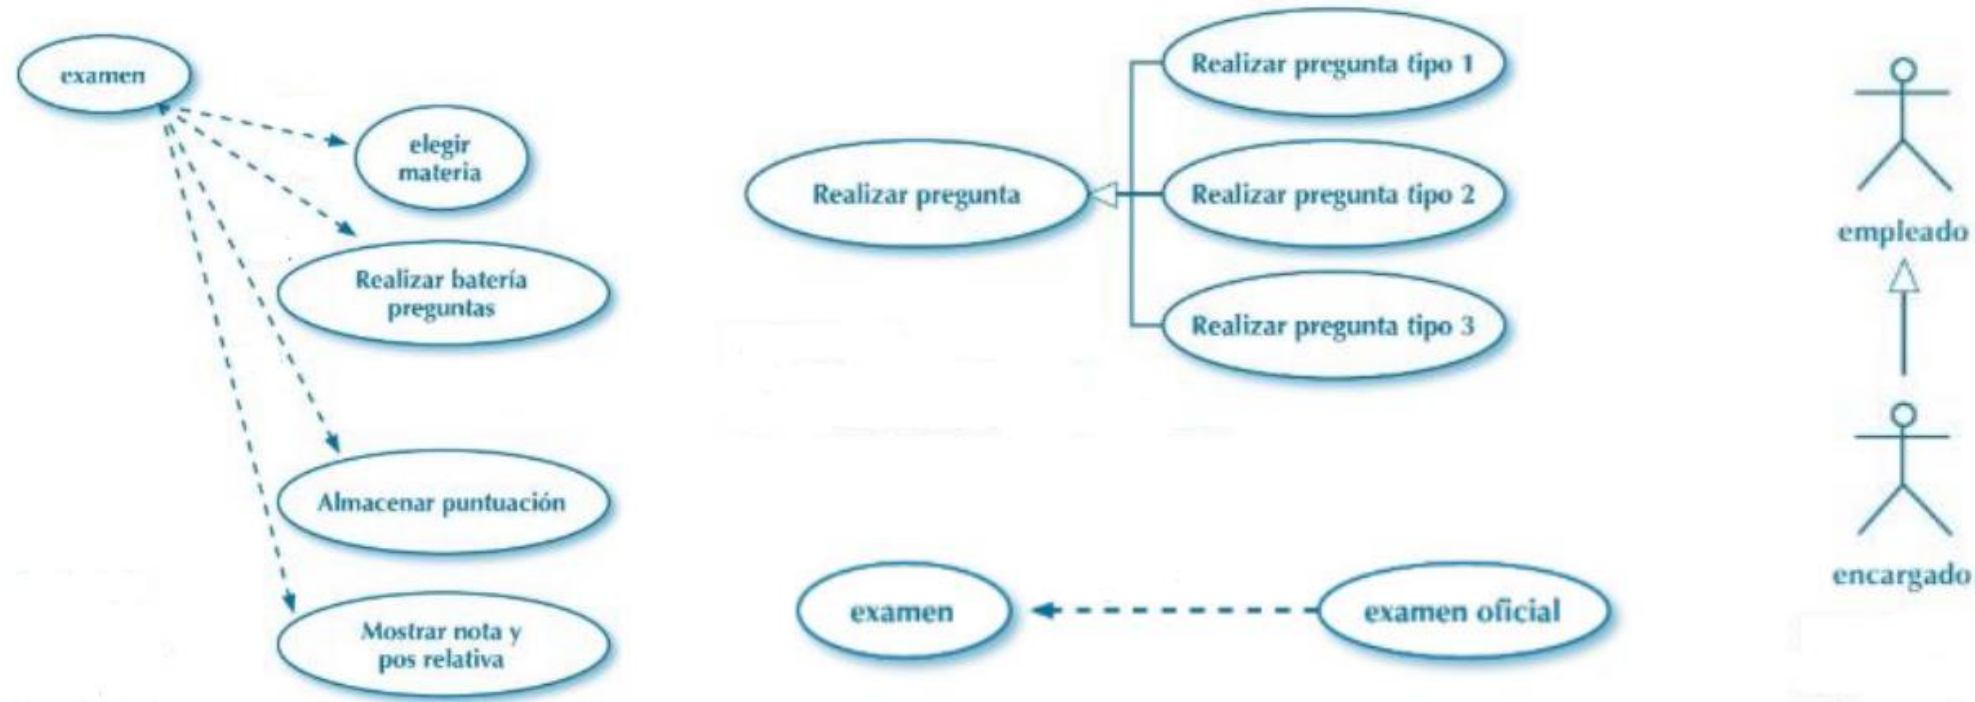 examen
elegir
materia
Realizar batería
preguntas
Almacenar puntuación
Mostrar nota y
pos relativa
Realizar pregunta
Realizar pregunta tipo 1
Realizar pregunta tipo 2
Realizar pregunta tipo 3
examen
examen oficial
empleado
encargado